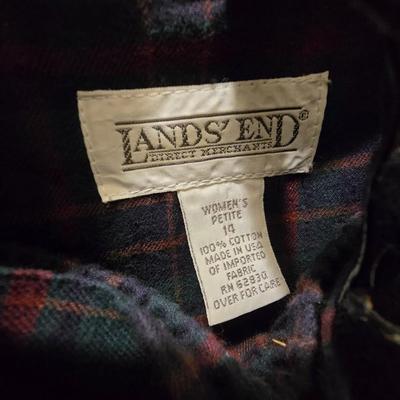 LANDS' END®
DIRECT MERCHANTS
WOMEN'S
PETITE
14
100% COTTON
MADE IN USA
OF IMPORTED
FABRIC
RN 62830
OVER FOR CARE